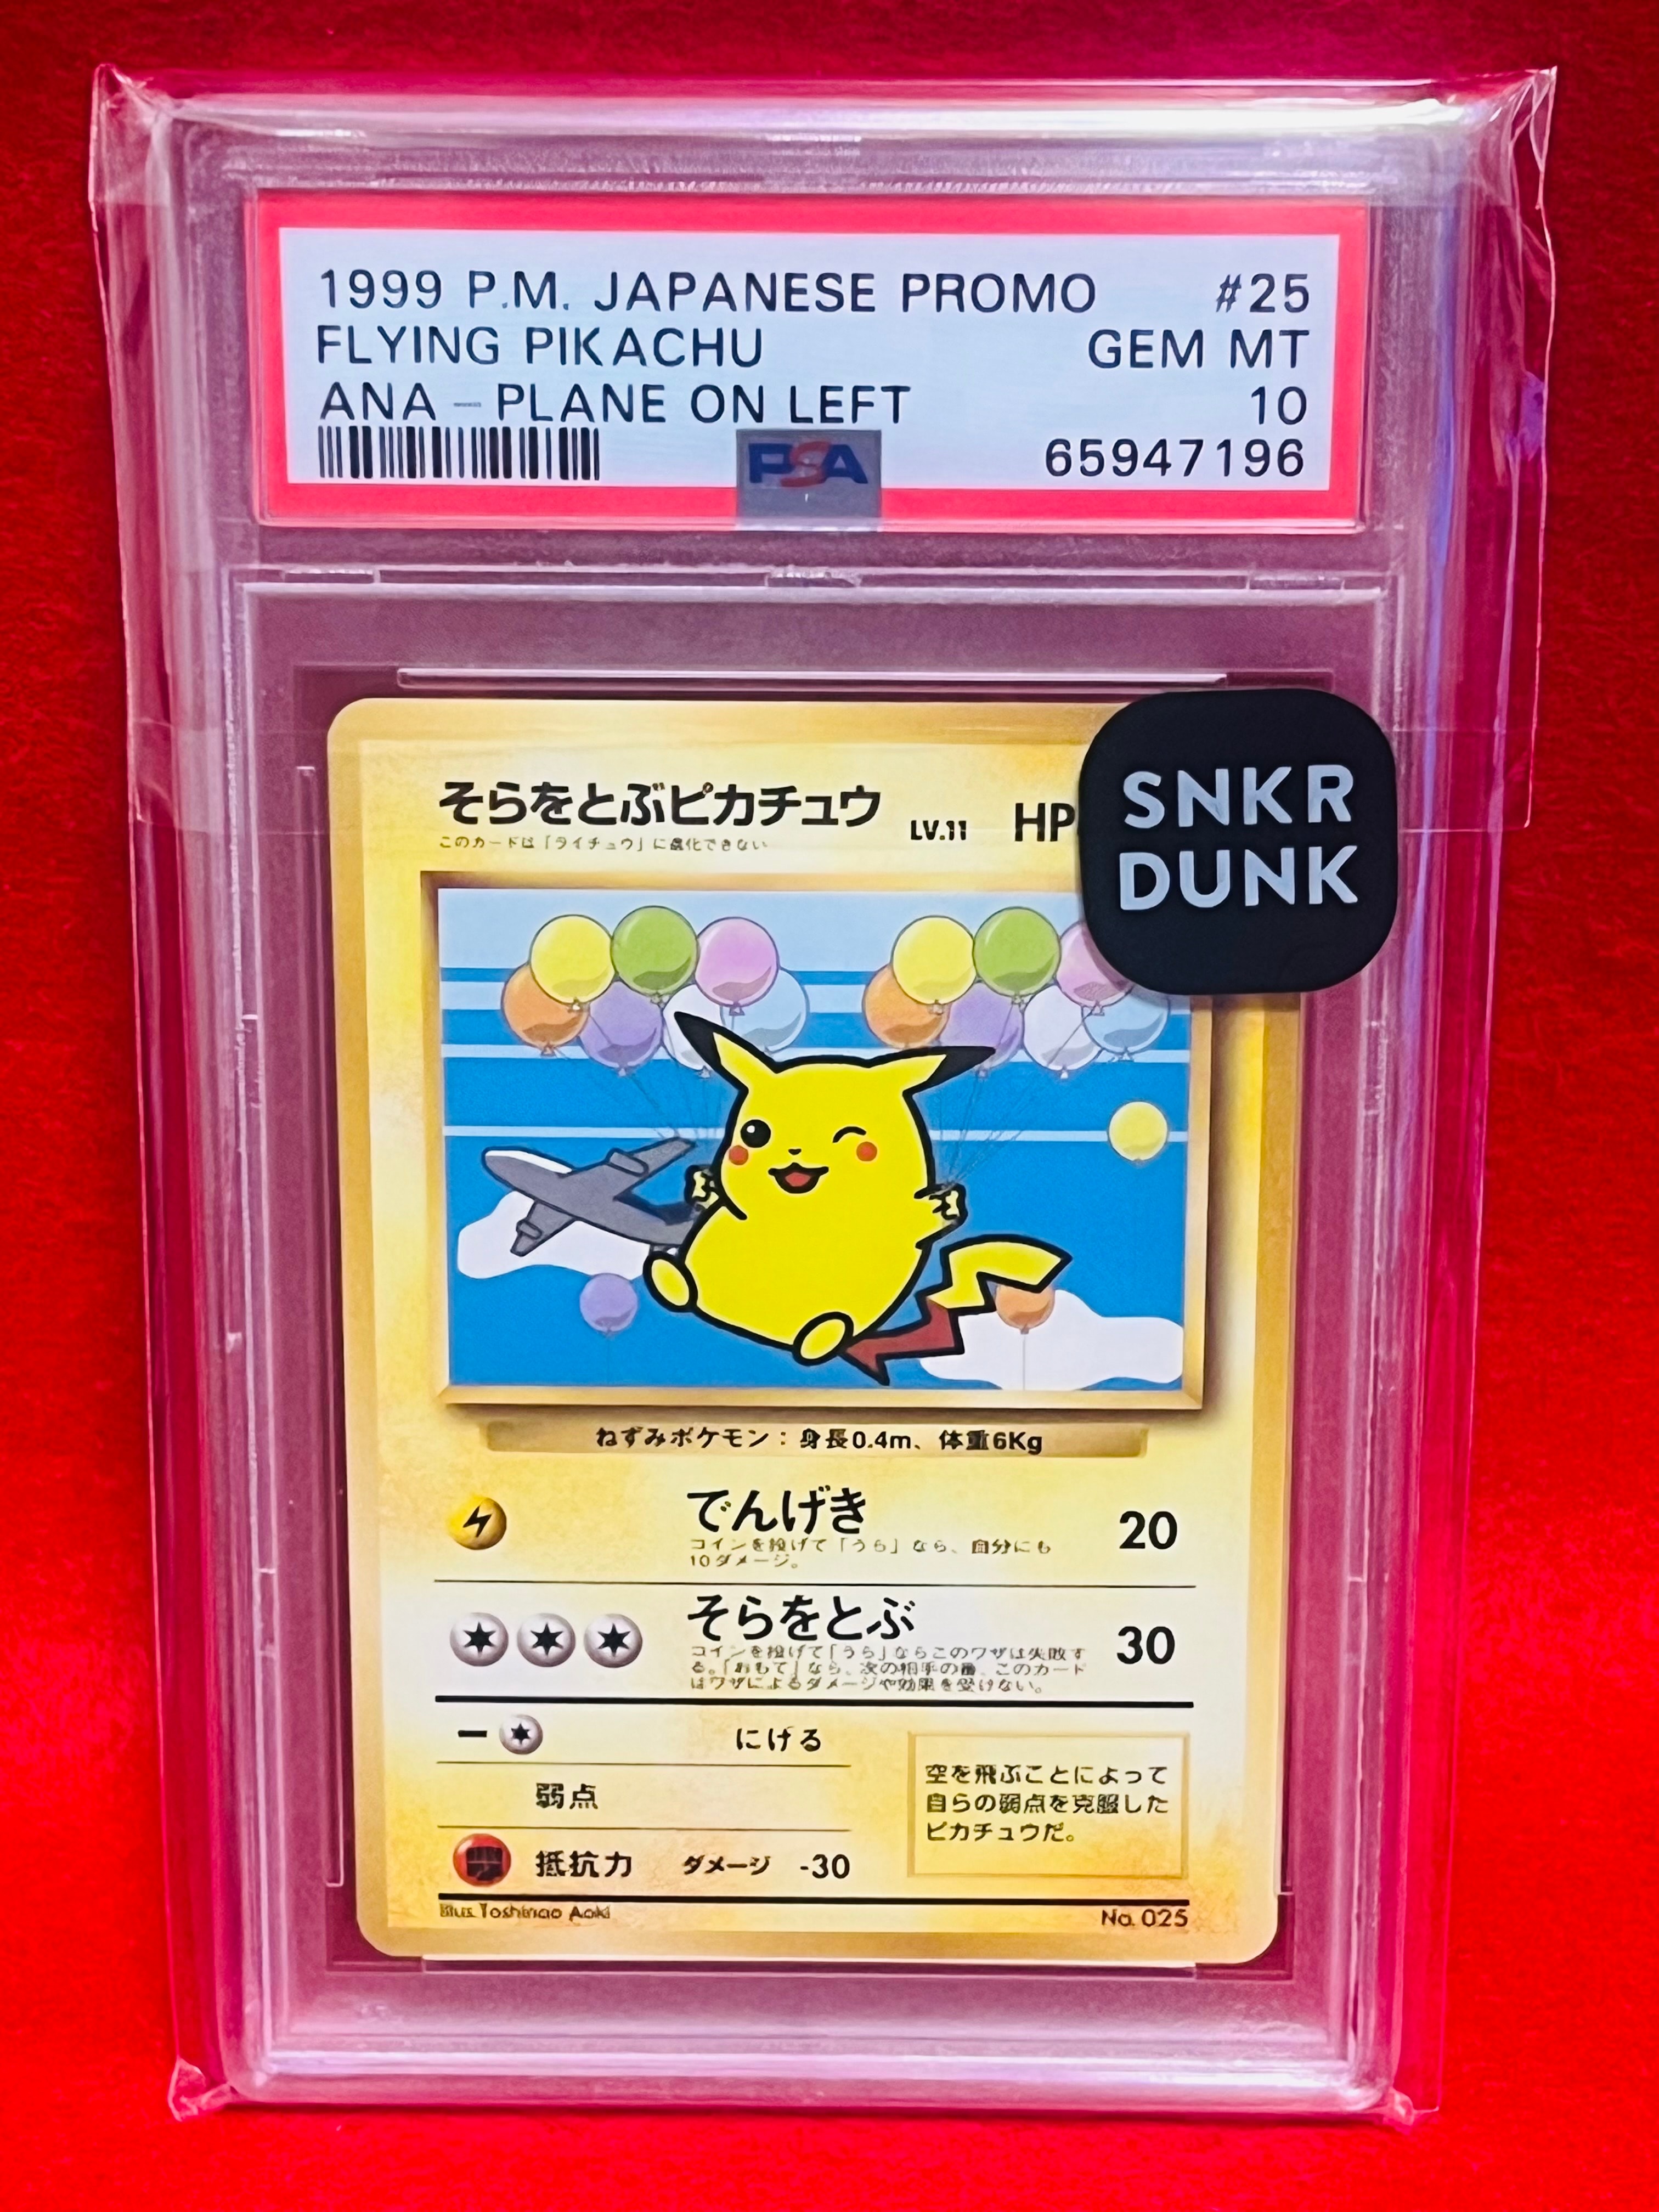 1999 P.M. JAPANESE PROMO #25
FLYING PIKACHU GEM MT
ANA - PLANE ON LEFT 10
PSA 65947196
SNKR
DUNK
そらをとぶピカチュウ LV.11 HP
このカードは「ライチュウ」に進化できない
ねずみポケモン：身長0.4m、体重6Kg
でんげき 20
コインを投げて「うら」なら、自分にも
10ダメージ。
そらをとぶ 30
コインを投げて「うら」ならこのワザは失敗す
る。「おもて」なら、次の相手の番、このカード
はワザによるダメージや効果を受けない。
ー にげる
弱点
抵抗力 ダメージ -30
空を飛ぶことによって
自らの弱点を克服した
ピカチュウだ。
Illus. Yoshinao Aoki No. 025